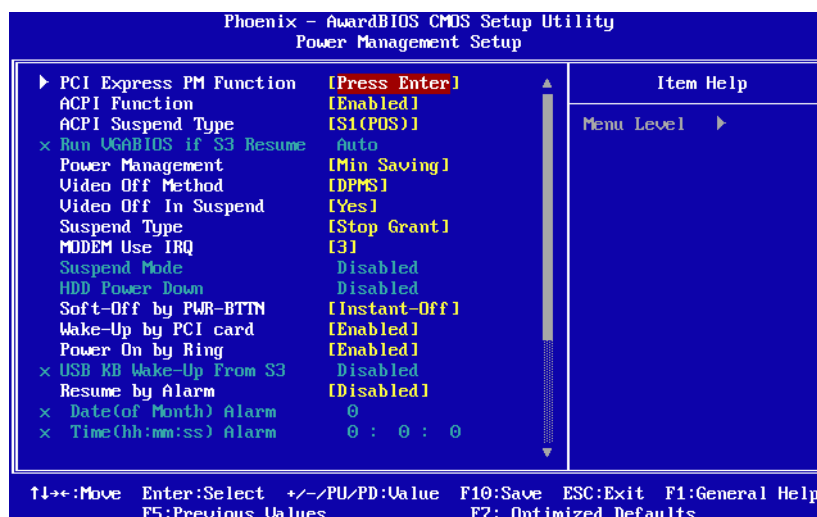 Phoenix - AwardBIOS CMOS Setup Utility
Power Management Setup
PCI Express PM Function [Press Enter]
ACPI Function [Enabled]
ACPI Suspend Type [S1(POS)]
x Run VGABIOS if S3 Resume Auto
Power Management [Min Saving]
Video Off Method [DPMS]
Video Off In Suspend [Yes]
Suspend Type [Stop Grant]
MODEM Use IRQ [3]
Suspend Mode Disabled
HDD Power Down Disabled
Soft-Off by PWR-BTTN [Instant-Off]
Wake-Up by PCI card [Enabled]
Power On by Ring [Enabled]
x USB KB Wake-Up From S3 Disabled
Resume by Alarm [Disabled]
x Date(of Month) Alarm 0
x Time(hh:mm:ss) Alarm 0 : 0 : 0
Item Help
Menu Level
↑↓→←:Move Enter:Select +/-/PU/PD:Value F10:Save ESC:Exit F1:General Help
F5:Previous Values F7: Optimized Defaults